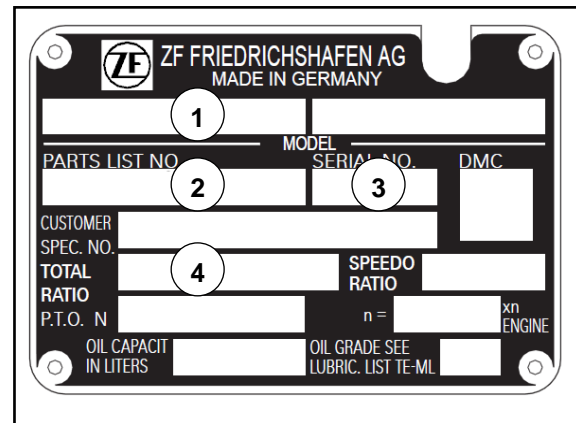 ZF
ZF FRIEDRICHSHAFEN AG
MADE IN GERMANY
1
MODEL
PARTS LIST NO
SERIAL NO.
DMC
2
3
CUSTOMER
SPEC. NO.
TOTAL
RATIO
4
SPEEDO
RATIO
P.T.O. N
n =
xn
ENGINE
OIL CAPACIT
IN LITERS
OIL GRADE SEE
LUBRIC. LIST TE-ML